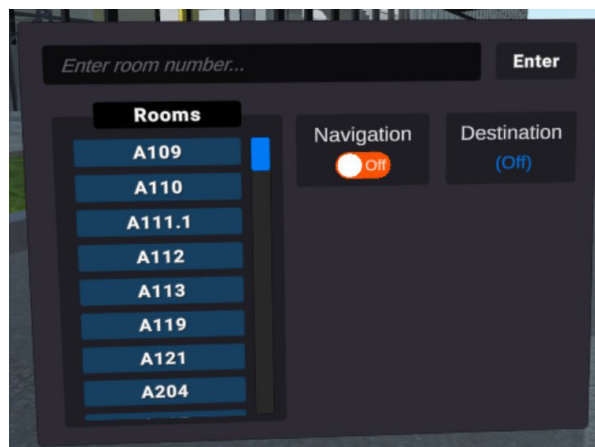 Enter room number...
Enter
Rooms
A109
A110
A111.1
A112
A113
A119
A121
A204
Navigation
Off
Destination
(Off)